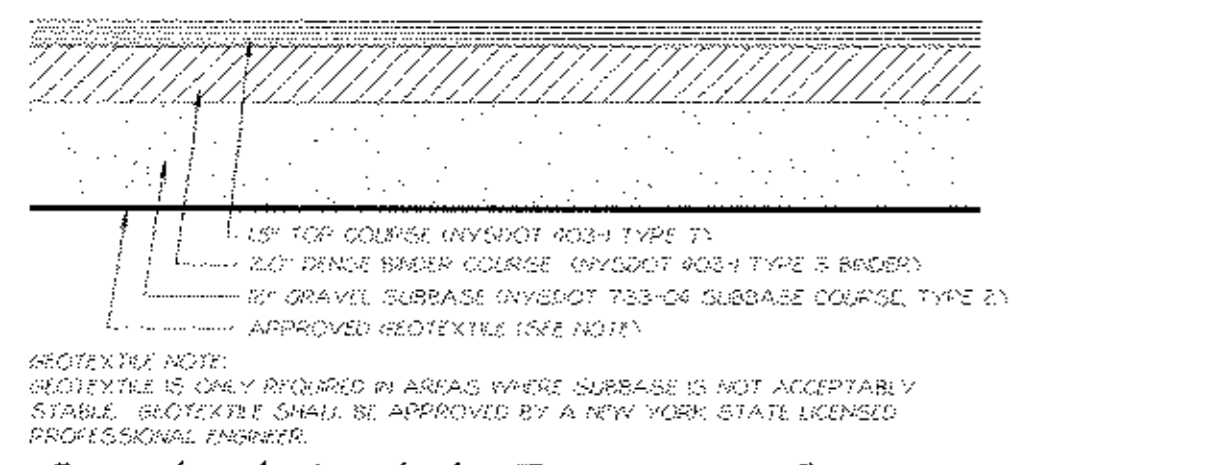 1.5" TOP COURSE (NYSDOT 403-1 TYPE 7)
2.0" DENSE BINDER COURSE (NYSDOT 403-1 TYPE 3 BINDER)
GRAVEL SUBBASE (NYSDOT 733-04 SUBBASE COURSE, TYPE 2)
APPROVED GEOTEXTILE (SEE NOTE)
GEOTEXTILE NOTE:
GEOTEXTILE IS ONLY REQUIRED IN AREAS WHERE SUBBASE IS NOT ACCEPTABLY
STABLE. GEOTEXTILE SHALL BE APPROVED BY A NEW YORK STATE LICENSED
PROFESSIONAL ENGINEER.